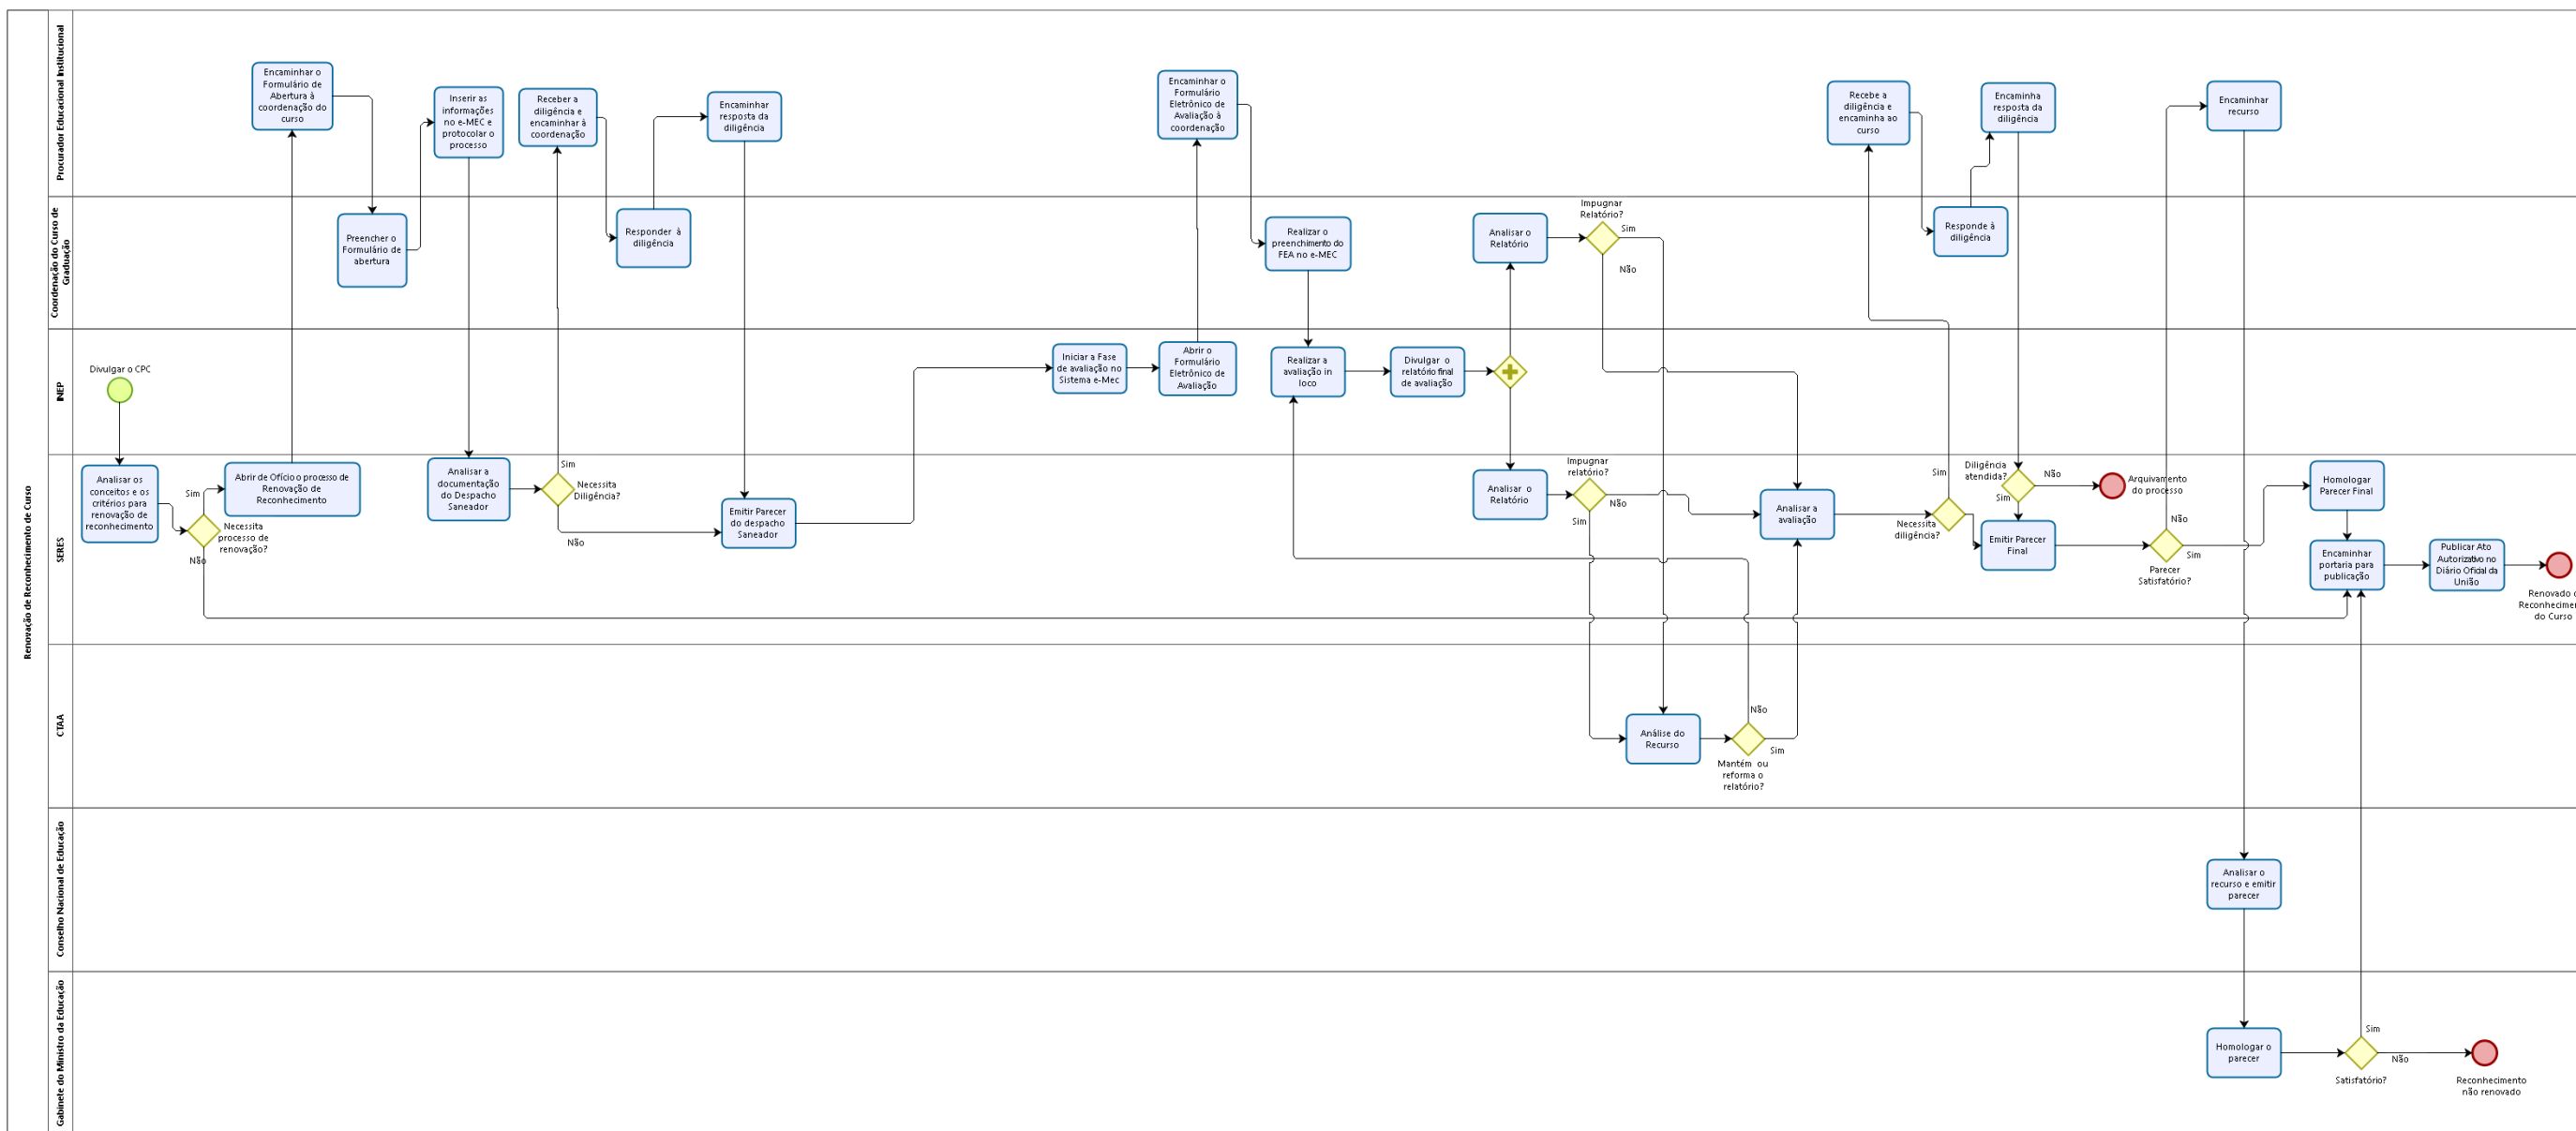 Renovação de Reconhecimento de Curso
Procurador Educacional Institucional
Encaminhar o
Formulário de
Abertura à
coordenação do
curso
Inserir as
informações
no e-MEC e
protocolar o
processo
Receber a
diligência e
encaminhar à
coordenação
Encaminhar
resposta da
diligência
Encaminhar o
Formulário
Eletrônico de
Avaliação à
coordenação
Recebe a
diligência e
encaminha ao
curso
Encaminha
resposta da
diligência
Encaminhar
recurso
Coordenação do Curso de
Graduação
Preencher o
Formulário de
abertura
Responder à
diligência
Realizar o
preenchimento do
FEA no e-MEC
Analisar o
Relatório
Impugnar
Relatório?
Sim
Não
Responde à
diligência
INEP
Divulgar o CPC
Iniciar a Fase
de avaliação no
Sistema e-Mec
Abrir o
Formulário
Eletrônico de
Avaliação
Realizar a
avaliação in
loco
Divulgar o
relatório final
de avaliação
SERES
Analisar os
conceitos e os
critérios para
renovação de
reconhecimento
Sim
Necessita
processo de
renovação?
Não
Abrir de Ofício o processo de
Renovação de
Reconhecimento
Analisar a
documentação
do Despacho
Saneador
Sim
Necessita
Diligência?
Não
Emitir Parecer
do despacho
Saneador
Analisar o
Relatório
Impugnar
relatório?
Não
Sim
Analisar a
avaliação
Sim
Necessita
diligência?
Diligência
atendida?
Não
Sim
Arquivamento
do processo
Emitir Parecer
Final
Não
Sim
Parecer
Satisfatório?
Homologar
Parecer Final
Encaminhar
portaria para
publicação
Publicar Ato
Autorizativo no
Diário Oficial da
União
Renovado
Reconhecimen
do Curso
CTAA
Análise do
Recurso
Não
Sim
Mantém ou
reforma o
relatório?
Conselho Nacional de Educação
Analisar o
recurso e emitir
parecer
Gabinete do Ministro da Educação
Homologar o
parecer
Sim
Não
Satisfatório?
Reconhecimento
não renovado